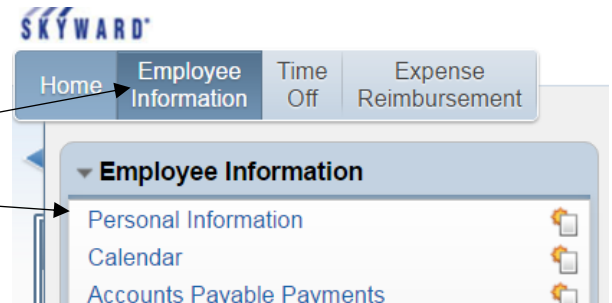 SKYWARD
Home Employee Information Time Off Expense Reimbursement
Employee Information
Personal Information
Calendar
Accounts Payable Payments